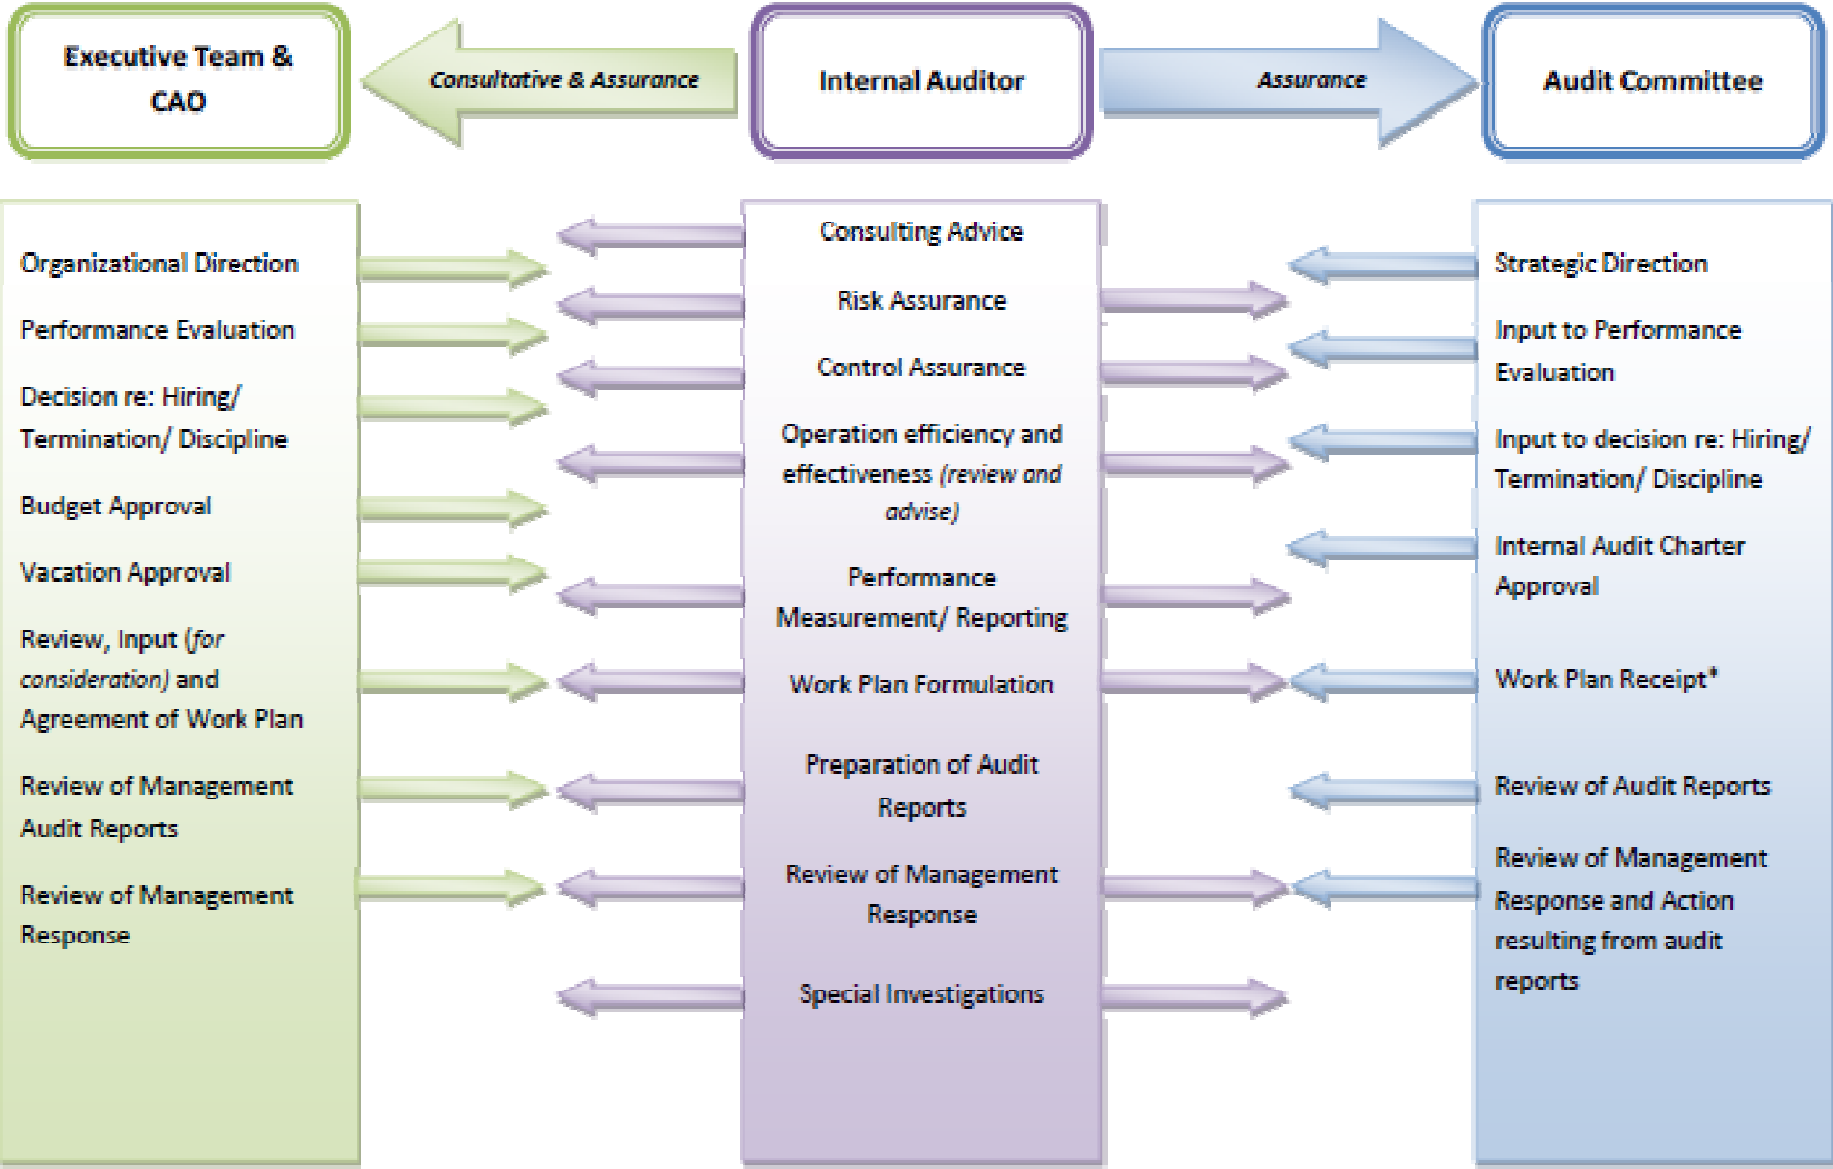 Executive Team &
CAO
Consultative & Assurance
Internal Auditor
Assurance
Audit Committee
Organizational Direction
Performance Evaluation
Decision re: Hiring/
Termination/ Discipline
Budget Approval
Vacation Approval
Review, Input (for
consideration) and
Agreement of Work Plan
Review of Management
Audit Reports
Review of Management
Response
Consulting Advice
Risk Assurance
Control Assurance
Operation efficiency and
effectiveness (review and
advise)
Performance
Measurement/ Reporting
Work Plan Formulation
Preparation of Audit
Reports
Review of Management
Response
Special Investigations
Strategic Direction
Input to Performance
Evaluation
Input to decision re: Hiring/
Termination/ Discipline
Internal Audit Charter
Approval
Work Plan Receipt*
Review of Audit Reports
Review of Management
Response and Action
resulting from audit
reports